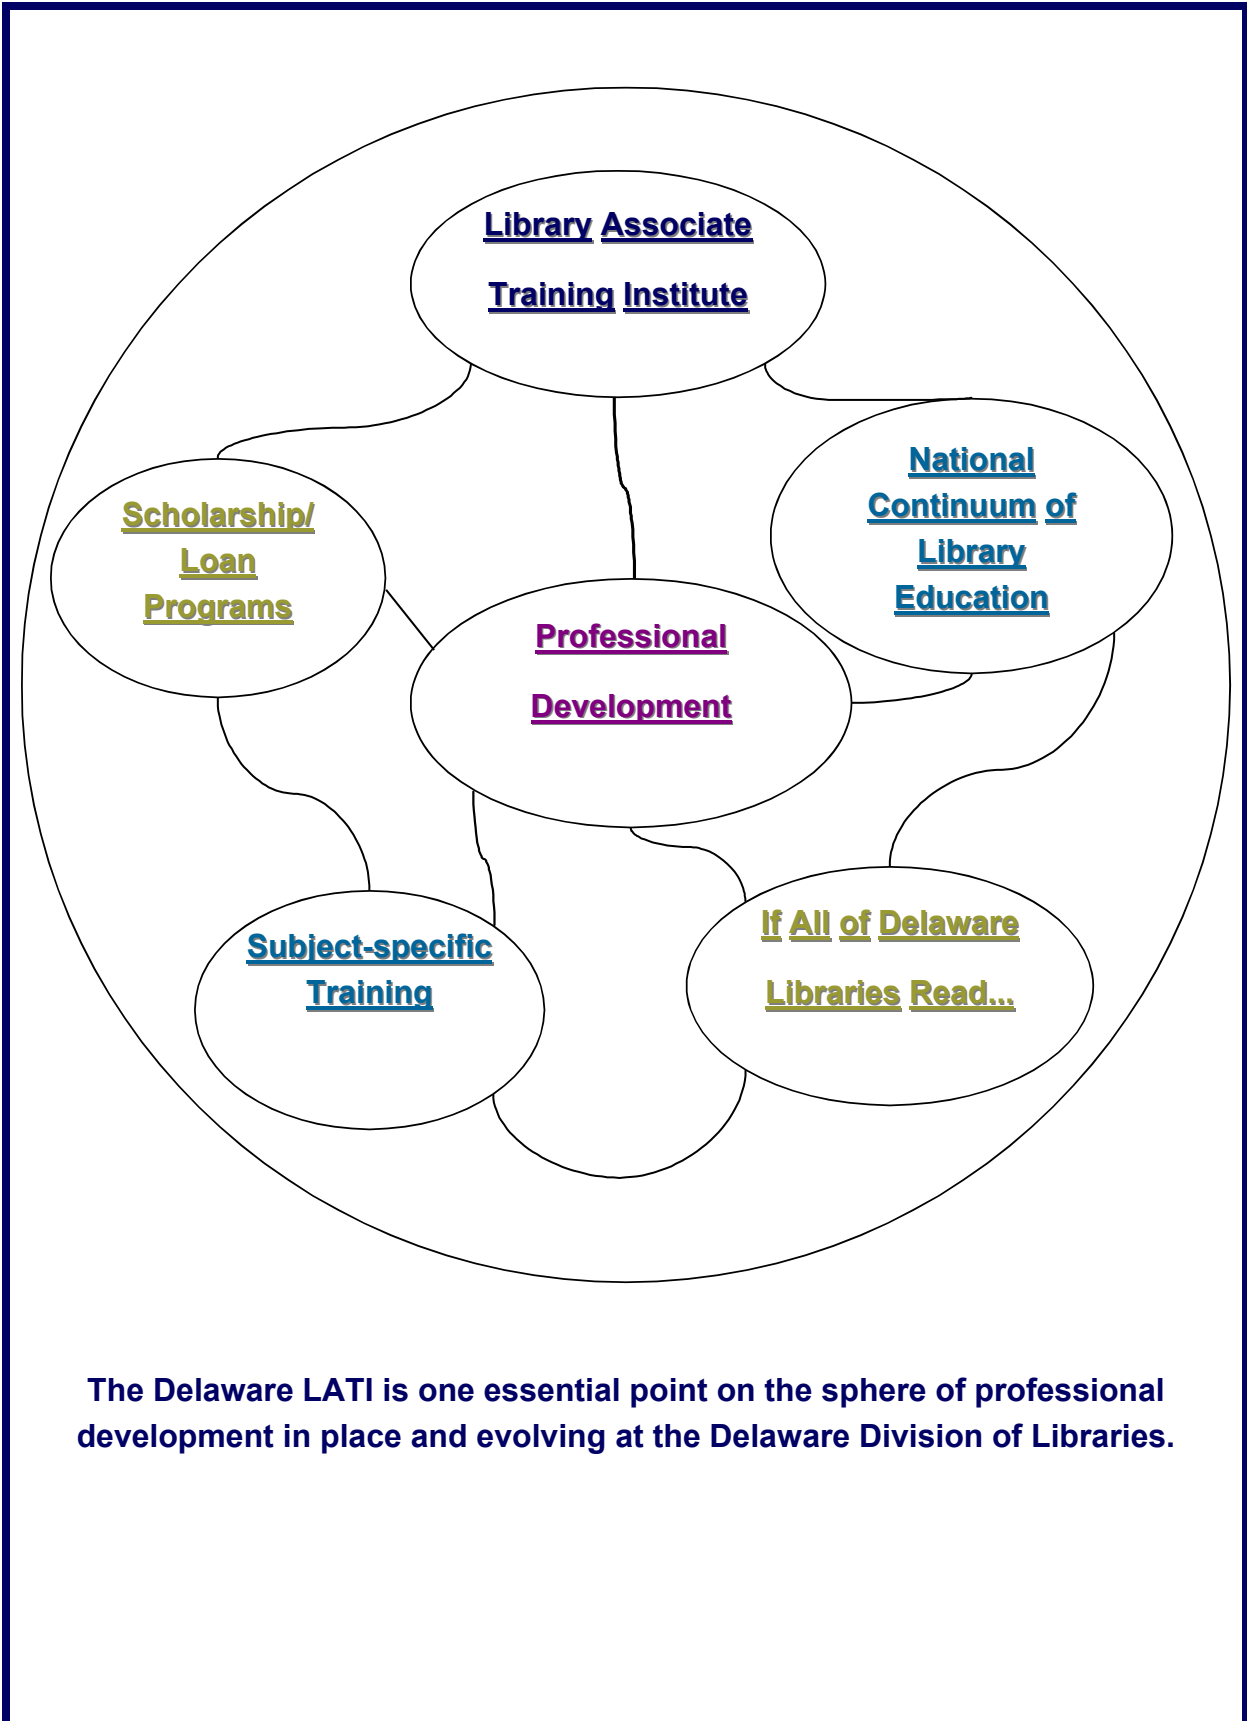 Library Associate
Training Institute
National
Continuum of
Library
Education
Scholarship/
Loan
Programs
Professional
Development
Subject-specific
Training
If All of Delaware
Libraries Read...
The Delaware LATI is one essential point on the sphere of professional
development in place and evolving at the Delaware Division of Libraries.